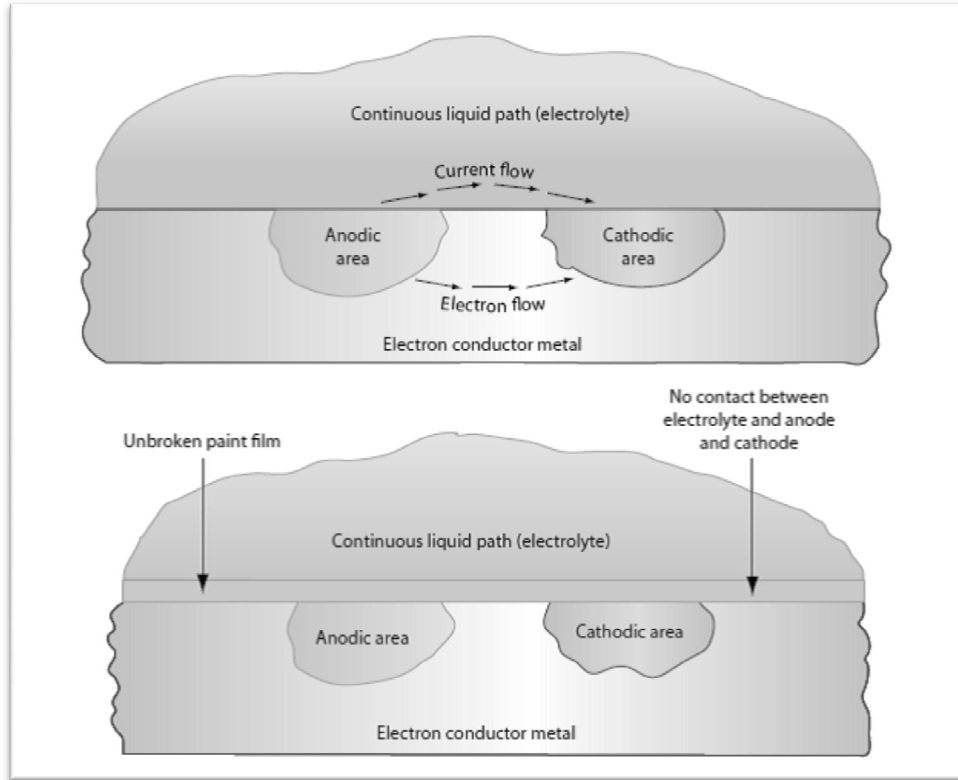 Continuous liquid path (electrolyte)
Current flow
Anodic
area
Cathodic
area
Electron flow
Electron conductor metal
Unbroken paint film
No contact between
electrolyte and anode
and cathode
Continuous liquid path (electrolyte)
Anodic area
Cathodic area
Electron conductor metal